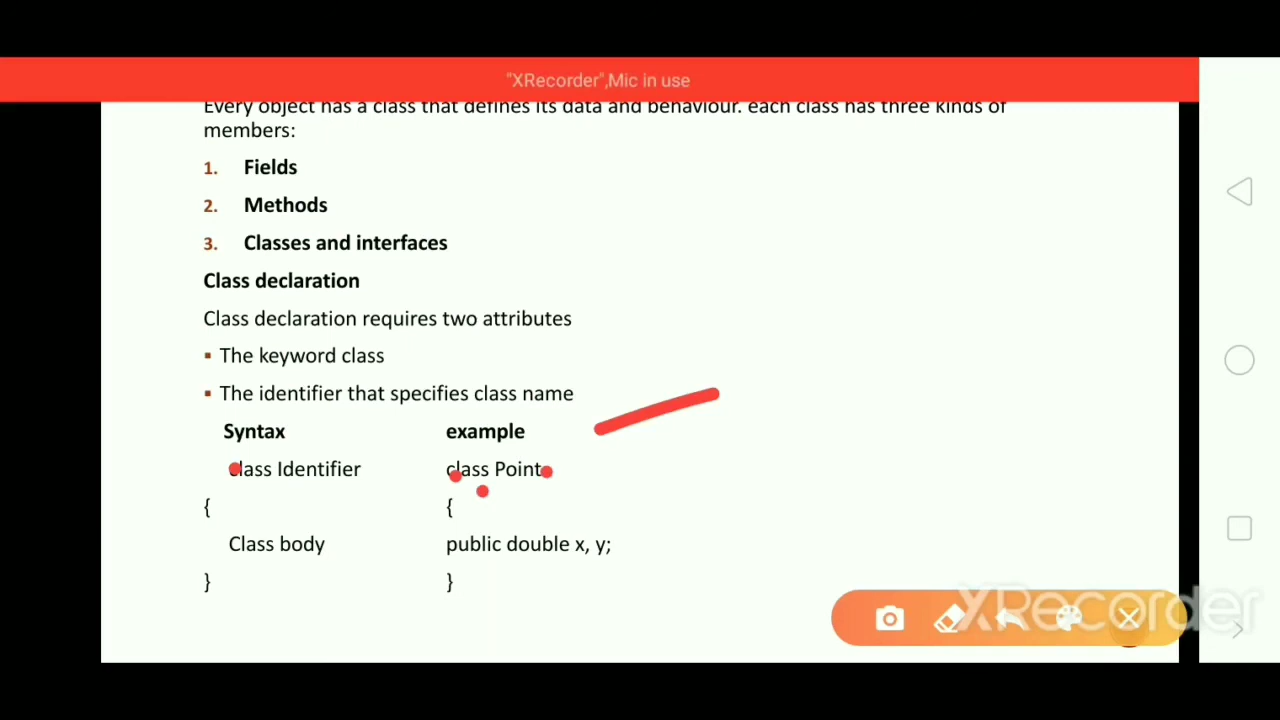 "XRecorder",Mic in use
Every object has a class that defines its data and behaviour. each class has three kinds of
members:
1. Fields
2. Methods
3. Classes and interfaces
Class declaration
Class declaration requires two attributes
▪ The keyword class
▪ The identifier that specifies class name
Syntax example
class Identifier class Point
{ {
Class body public double x, y;
} }
XRecorder